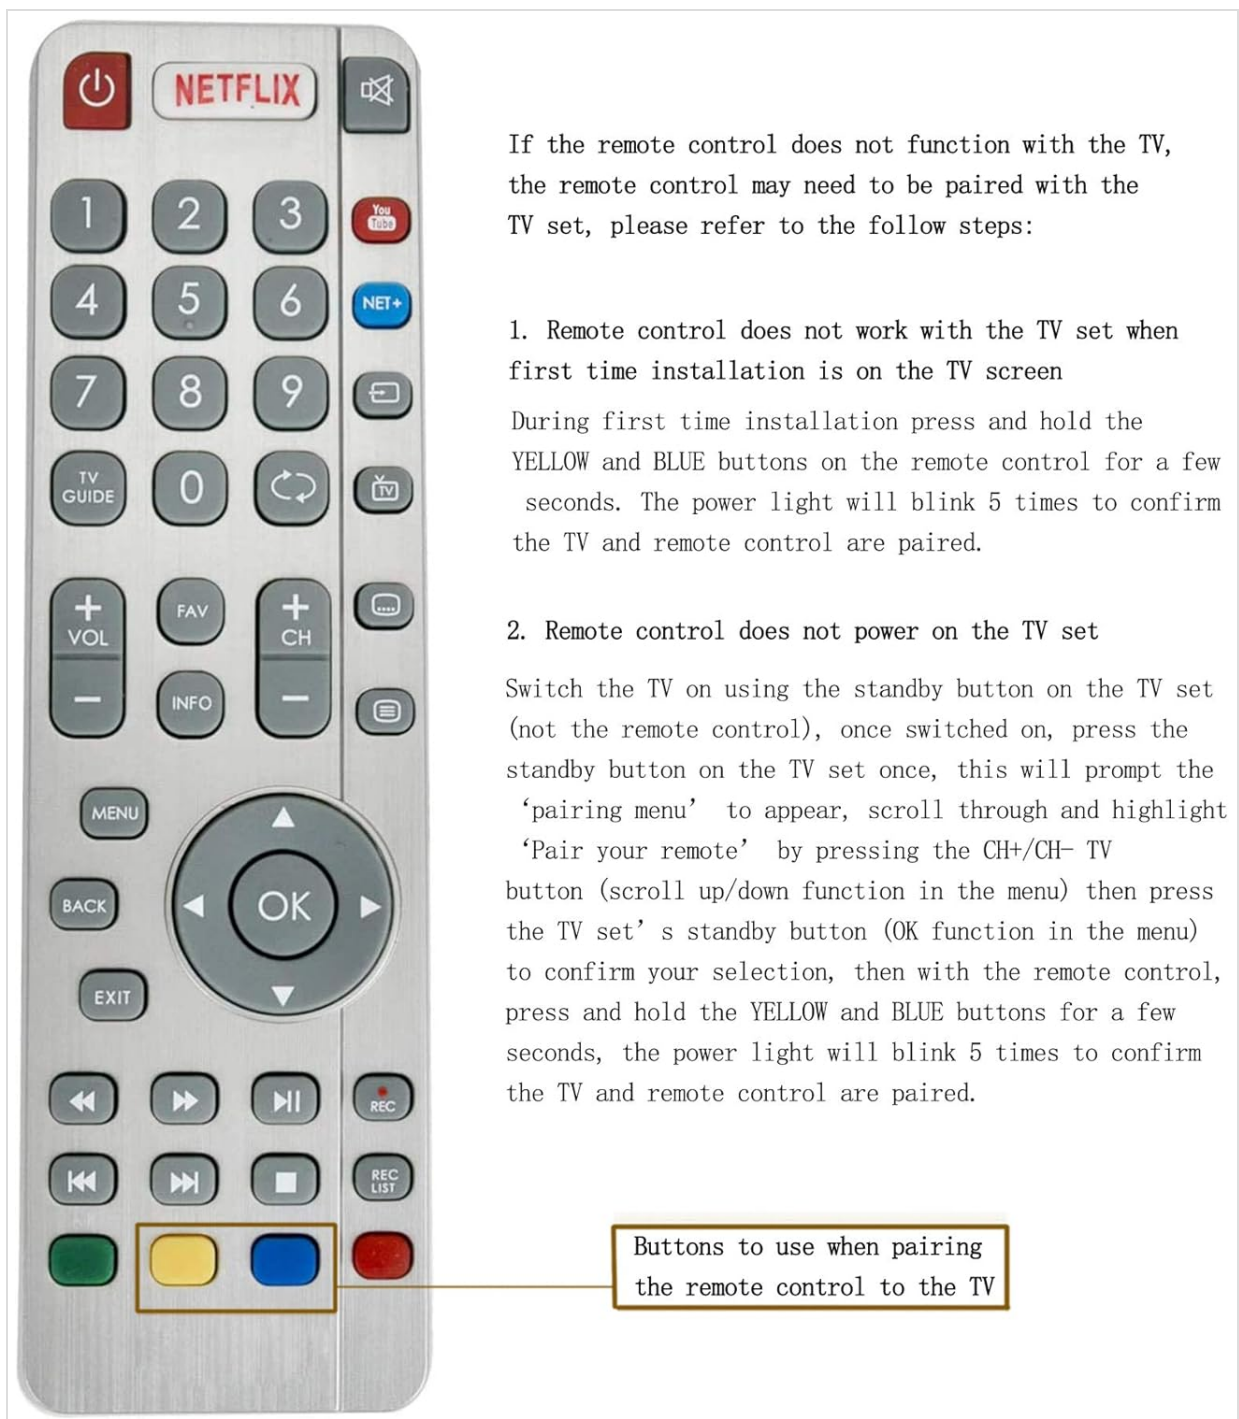 NETFLIX
1
2
3
You
Tube
4
5
6
NET+
7
8
9
TV
GUIDE
0
TV
+
VOL
-
FAV
+
CH
-
INFO
MENU
OK
BACK
EXIT
REC
REC
LIST
If the remote control does not function with the TV,
the remote control may need to be paired with the
TV set, please refer to the follow steps:
1. Remote control does not work with the TV set when
first time installation is on the TV screen
During first time installation press and hold the
YELLOW and BLUE buttons on the remote control for a few
seconds. The power light will blink 5 times to confirm
the TV and remote control are paired.
2. Remote control does not power on the TV set
Switch the TV on using the standby button on the TV set
(not the remote control), once switched on, press the
standby button on the TV set once, this will prompt the
‘pairing menu’ to appear, scroll through and highlight
‘Pair your remote’ by pressing the CH+/CH- TV
button (scroll up/down function in the menu) then press
the TV set’s standby button (OK function in the menu)
to confirm your selection, then with the remote control,
press and hold the YELLOW and BLUE buttons for a few
seconds, the power light will blink 5 times to confirm
the TV and remote control are paired.
Buttons to use when pairing
the remote control to the TV